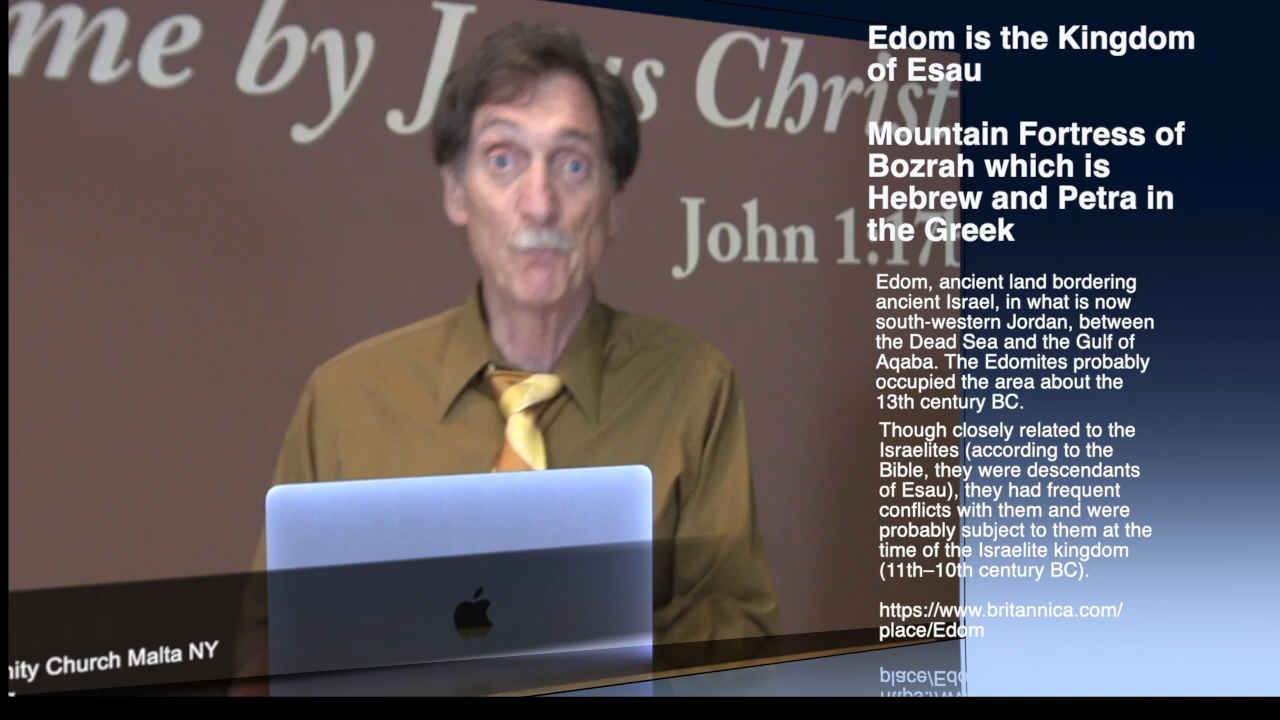 me by J us Christ
John 1:17
Edom is the Kingdom
of Esau
Mountain Fortress of
Bozrah which is
Hebrew and Petra in
the Greek
Edom, ancient land bordering
ancient Israel, in what is now
south-western Jordan, between
the Dead Sea and the Gulf of
Aqaba. The Edomites probably
occupied the area about the
13th century BC.
Though closely related to the
Israelites (according to the
Bible, they were descendants
of Esau), they had frequent
conflicts with them and were
probably subject to them at the
time of the Israelite kingdom
(11th–10th century BC).
https://www.britannica.com/
place/Edom
nity Church Malta NY